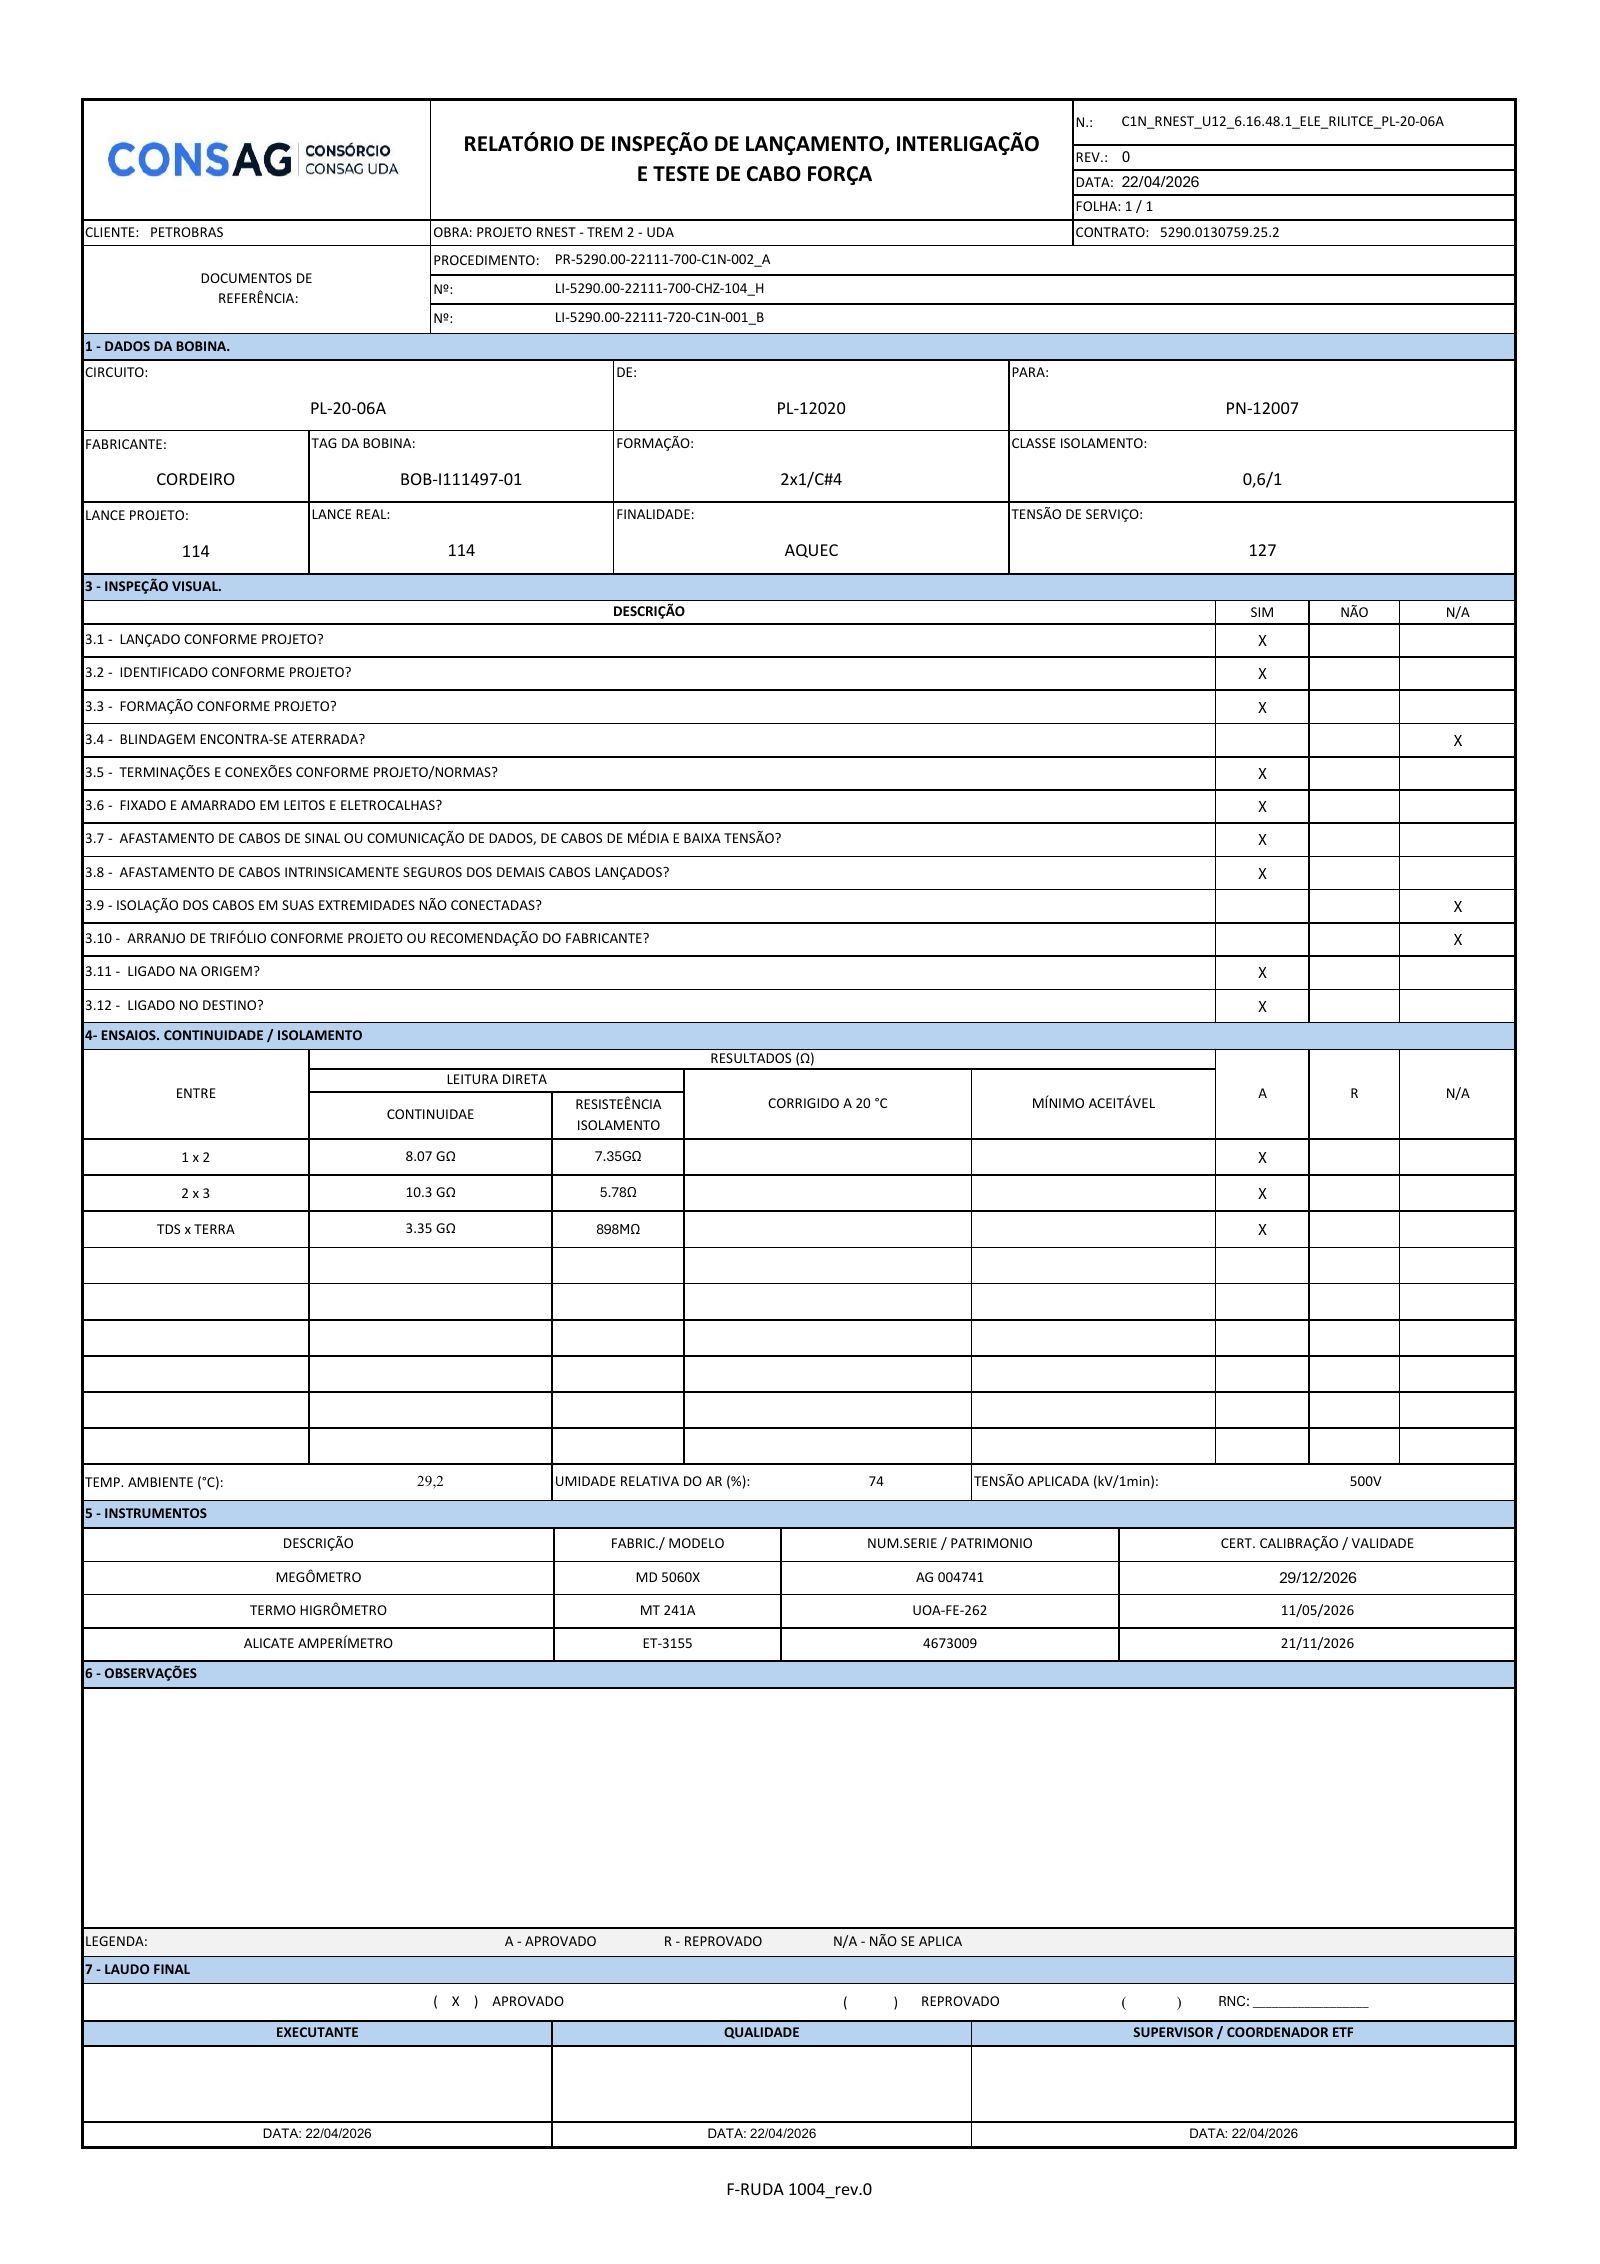 CONSAG CONSÓRCIO CONSAG UDA
RELATÓRIO DE INSPEÇÃO DE LANÇAMENTO, INTERLIGAÇÃO
E TESTE DE CABO FORÇA
N.: C1N_RNEST_U12_6.16.48.1_ELE_RILITCE_PL-20-06A
REV.: 0
DATA: 22/04/2026
FOLHA: 1 / 1
CLIENTE: PETROBRAS OBRA: PROJETO RNEST - TREM 2 - UDA CONTRATO: 5290.0130759.25.2
DOCUMENTOS DE
REFERÊNCIA:
PROCEDIMENTO: PR-5290.00-22111-700-C1N-002_A
Nº: LI-5290.00-22111-700-CHZ-104_H
Nº: LI-5290.00-22111-720-C1N-001_B
1 - DADOS DA BOBINA.
CIRCUITO: DE: PARA:
PL-20-06A PL-12020 PN-12007
FABRICANTE: TAG DA BOBINA: FORMAÇÃO: CLASSE ISOLAMENTO:
CORDEIRO BOB-I111497-01 2x1/C#4 0,6/1
LANCE PROJETO: LANCE REAL: FINALIDADE: TENSÃO DE SERVIÇO:
114 114 AQUEC 127
3 - INSPEÇÃO VISUAL.
DESCRIÇÃO SIM NÃO N/A
3.1 - LANÇADO CONFORME PROJETO? X
3.2 - IDENTIFICADO CONFORME PROJETO? X
3.3 - FORMAÇÃO CONFORME PROJETO? X
3.4 - BLINDAGEM ENCONTRA-SE ATERRADA? X
3.5 - TERMINAÇÕES E CONEXÕES CONFORME PROJETO/NORMAS? X
3.6 - FIXADO E AMARRADO EM LEITOS E ELETROCALHAS? X
3.7 - AFASTAMENTO DE CABOS DE SINAL OU COMUNICAÇÃO DE DADOS, DE CABOS DE MÉDIA E BAIXA TENSÃO? X
3.8 - AFASTAMENTO DE CABOS INTRINSICAMENTE SEGUROS DOS DEMAIS CABOS LANÇADOS? X
3.9 - ISOLAÇÃO DOS CABOS EM SUAS EXTREMIDADES NÃO CONECTADAS? X
3.10 - ARRANJO DE TRIFÓLIO CONFORME PROJETO OU RECOMENDAÇÃO DO FABRICANTE? X
3.11 - LIGADO NA ORIGEM? X
3.12 - LIGADO NO DESTINO? X
4- ENSAIOS. CONTINUIDADE / ISOLAMENTO
RESULTADOS (Ω)
LEITURA DIRETA
ENTRE CONTINUIDAE RESISTEÊNCIA ISOLAMENTO CORRIGIDO A 20 °C MÍNIMO ACEITÁVEL A R N/A
1 x 2 8.07 GΩ 7.35GΩ X
2 x 3 10.3 GΩ 5.78Ω X
TDS x TERRA 3.35 GΩ 898MΩ X
TEMP. AMBIENTE (°C): 29,2 UMIDADE RELATIVA DO AR (%): 74 TENSÃO APLICADA (kV/1min): 500V
5 - INSTRUMENTOS
DESCRIÇÃO FABRIC./ MODELO NUM.SERIE / PATRIMONIO CERT. CALIBRAÇÃO / VALIDADE
MEGÔMETRO MD 5060X AG 004741 29/12/2026
TERMO HIGRÔMETRO MT 241A UOA-FE-262 11/05/2026
ALICATE AMPERÍMETRO ET-3155 4673009 21/11/2026
6 - OBSERVAÇÕES
LEGENDA: A - APROVADO R - REPROVADO N/A - NÃO SE APLICA
7 - LAUDO FINAL
( X ) APROVADO ( ) REPROVADO ( ) RNC: ________________
EXECUTANTE QUALIDADE SUPERVISOR / COORDENADOR ETF
DATA: 22/04/2026 DATA: 22/04/2026 DATA: 22/04/2026
F-RUDA 1004_rev.0